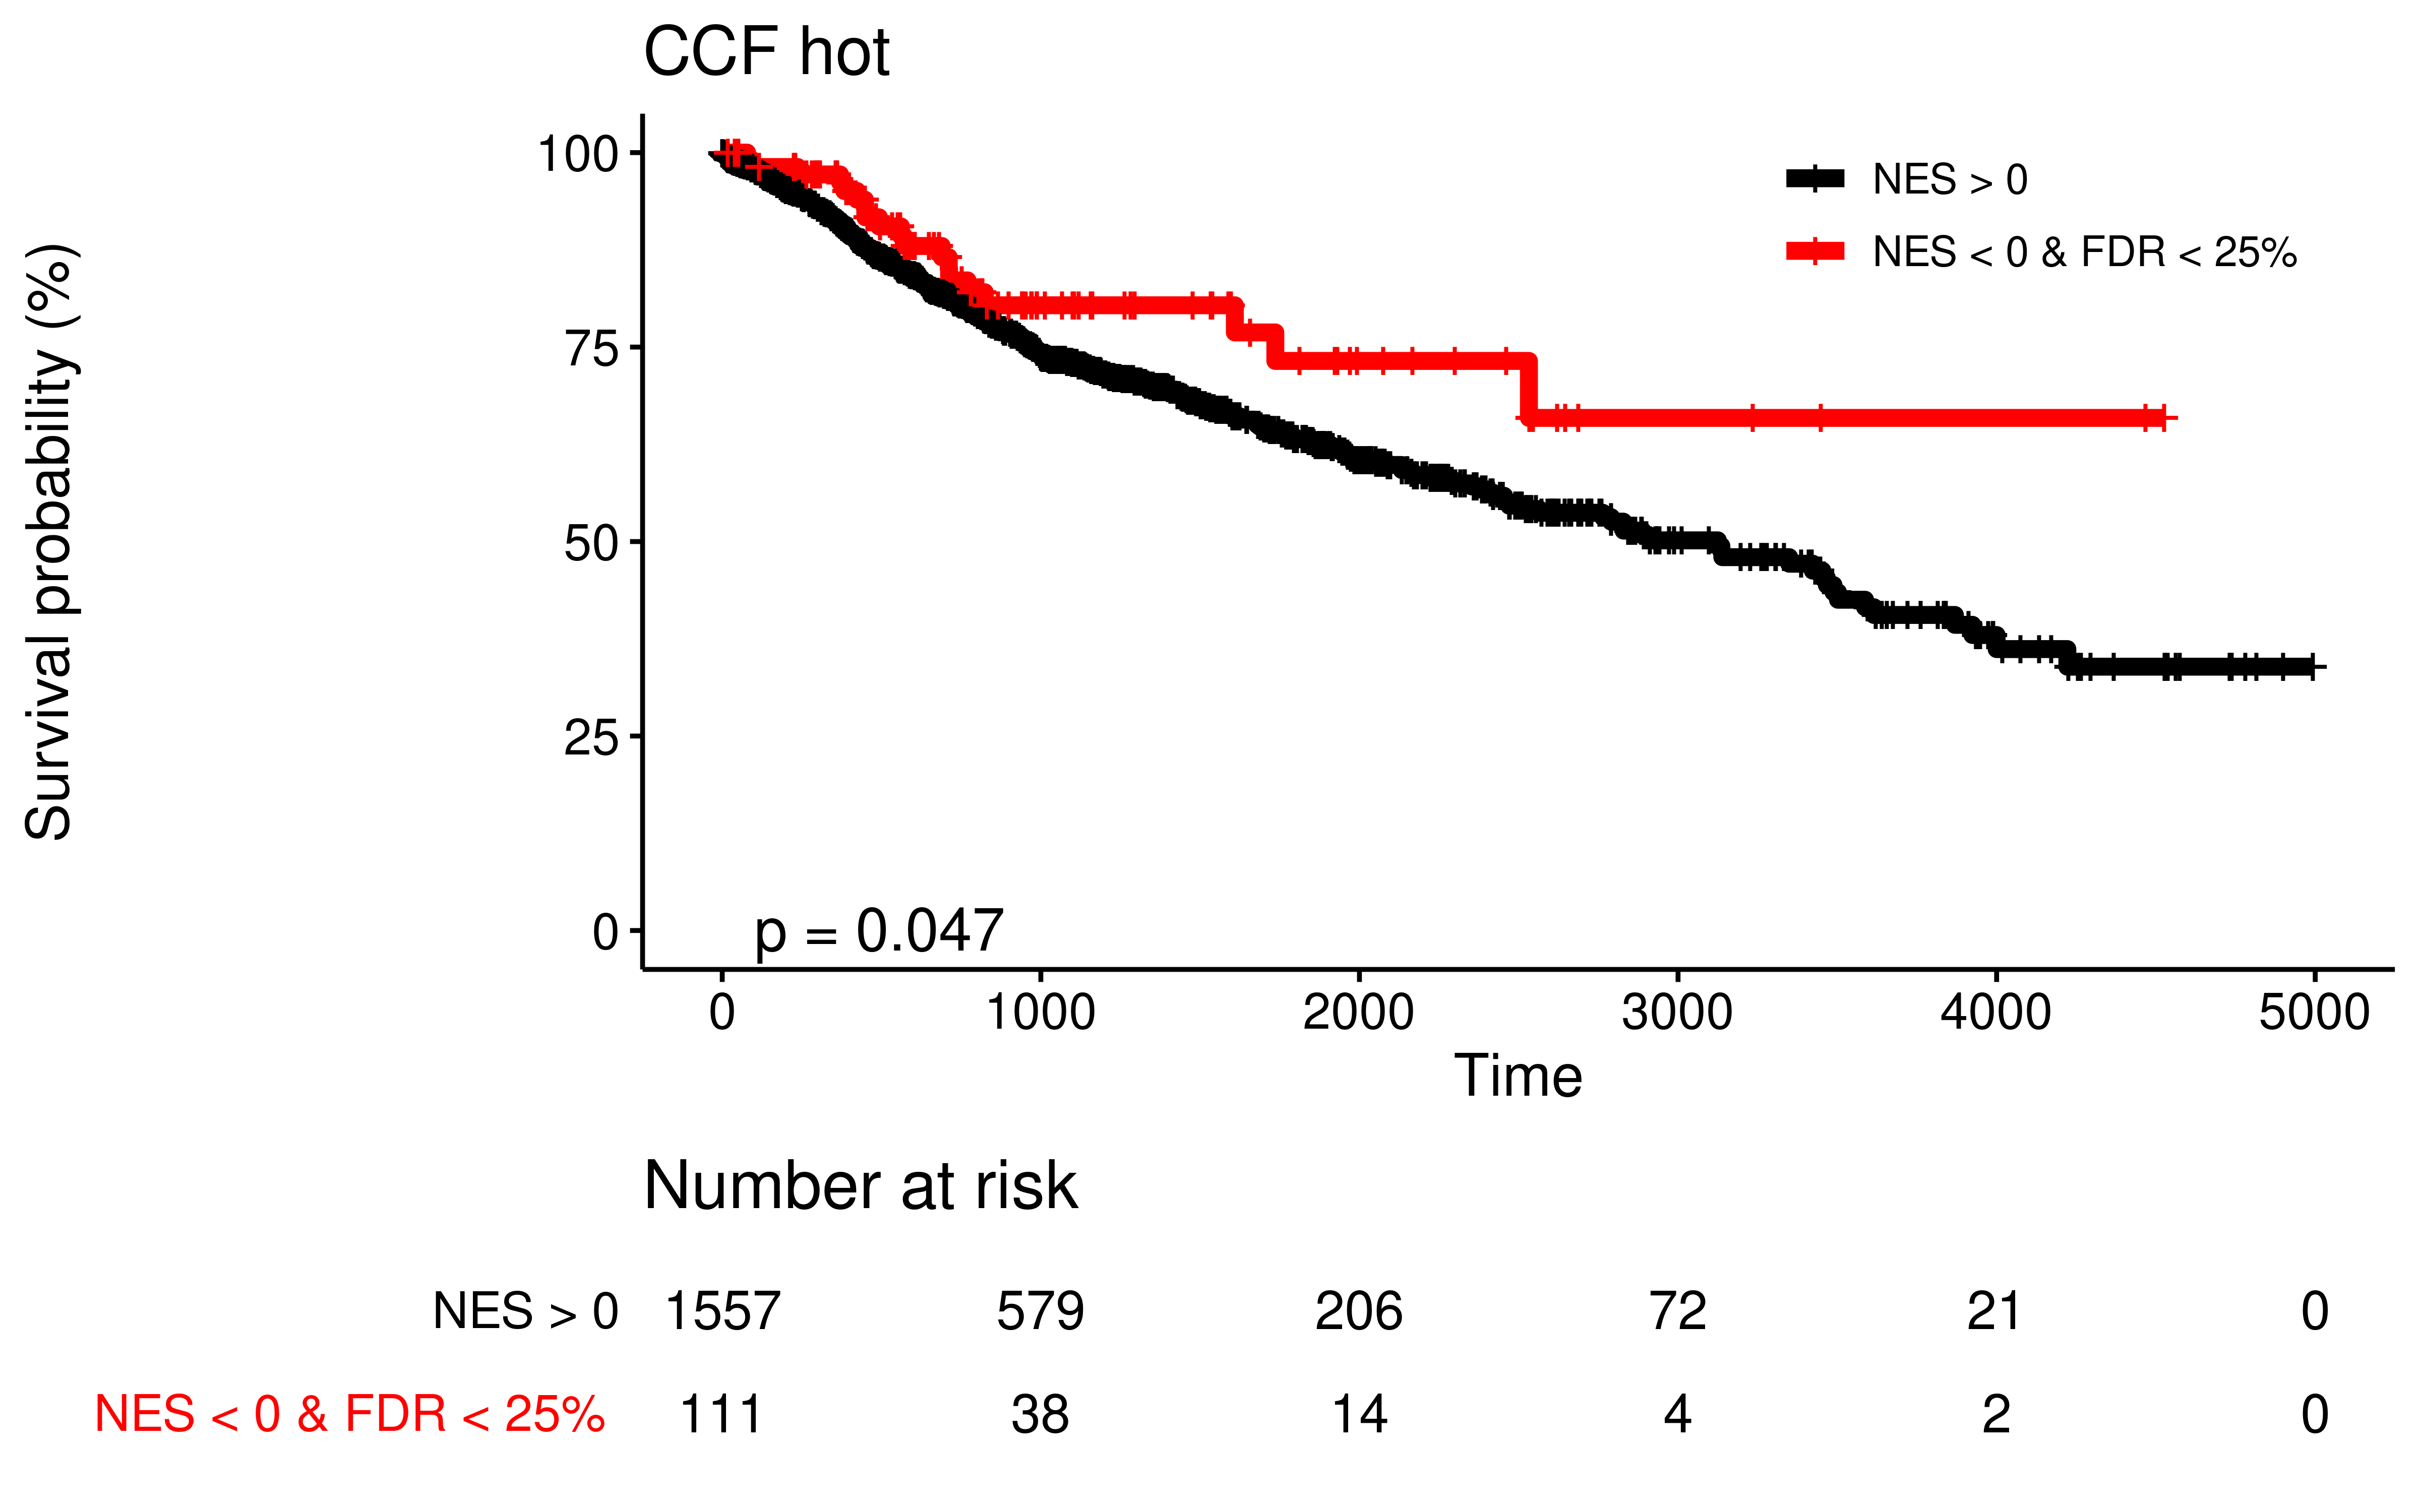 CCF hot
Survival probability (%)
100
75
50
25
0
NES > 0
NES < 0 & FDR < 25%
p = 0.047
0 1000 2000 3000 4000 5000
Time
Number at risk
NES > 0 1557 579 206 72 21 0
NES < 0 & FDR < 25% 111 38 14 4 2 0